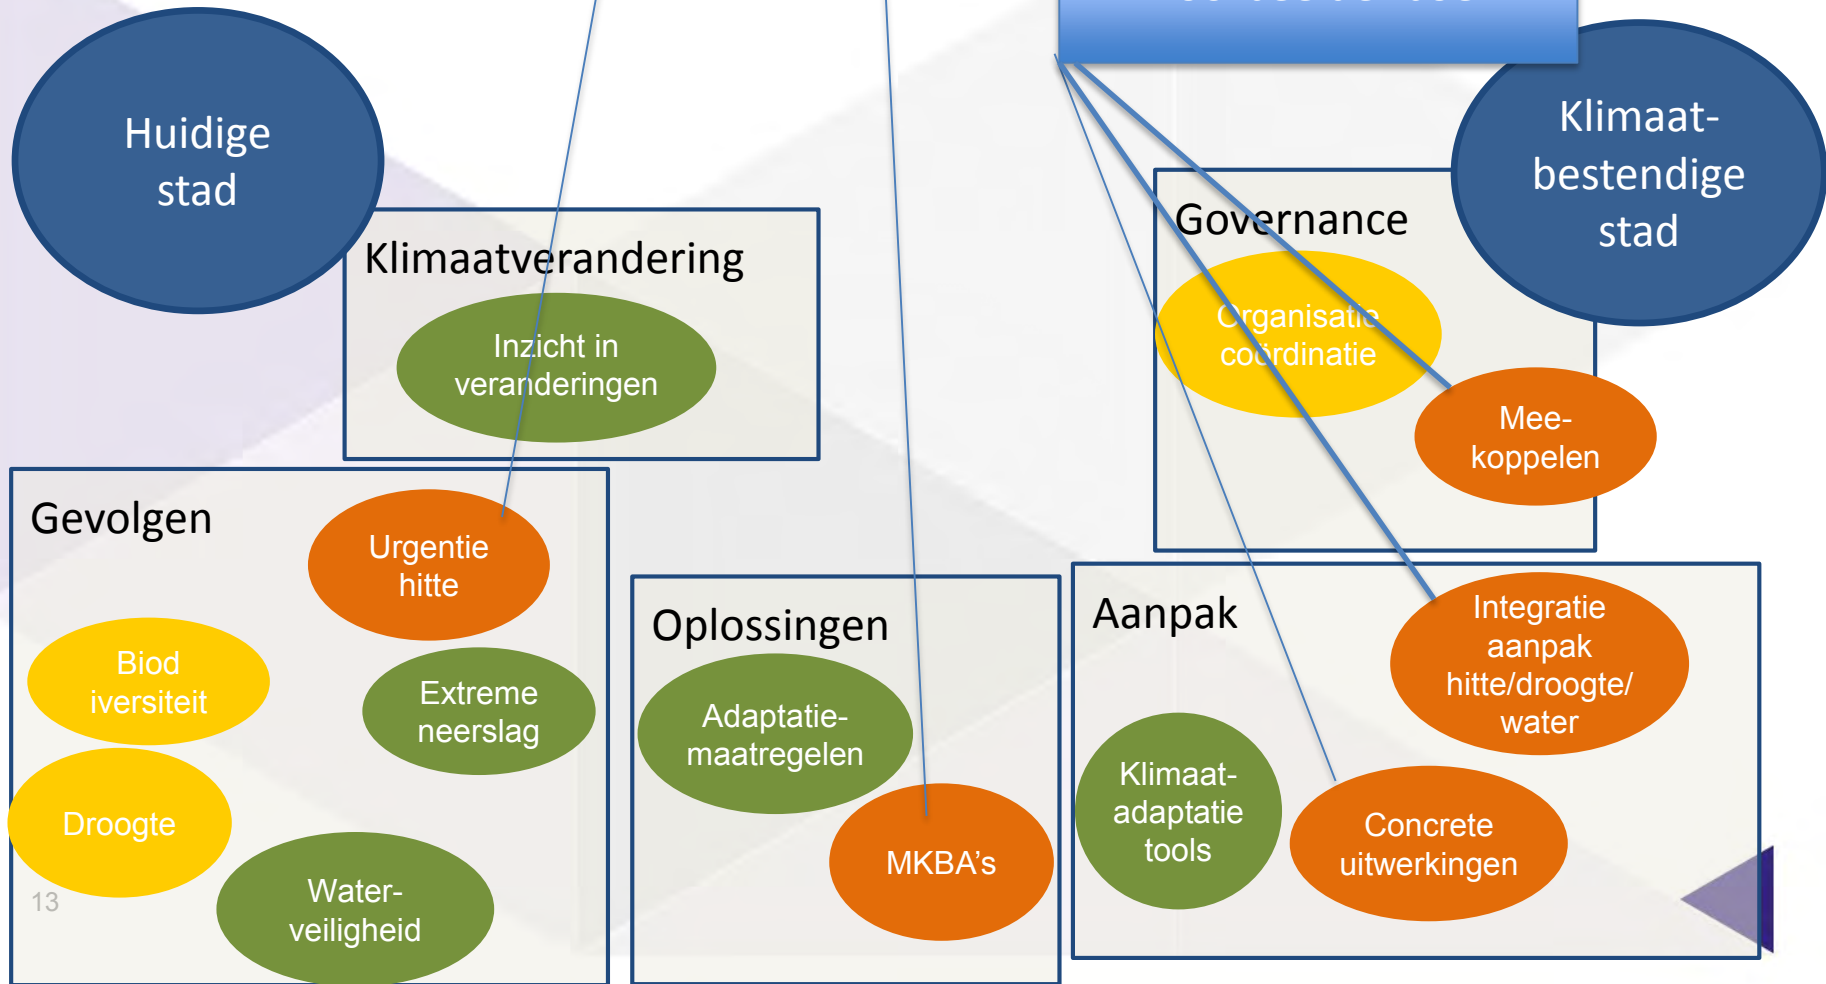 Huidige
stad
Klimaat-
bestendige
stad
Klimaatverandering
Inzicht in
veranderingen
Governance
Organisatie
coördinatie
Mee-
koppelen
Gevolgen
Urgentie
hitte
Biod
iversiteit
Extreme
neerslag
Droogte
Water-
veiligheid
Oplossingen
Adaptatie-
maatregelen
MKBA's
Aanpak
Integratie
aanpak
hitte/droogte/
water
Klimaat-
adaptatie
tools
Concrete
uitwerkingen
13